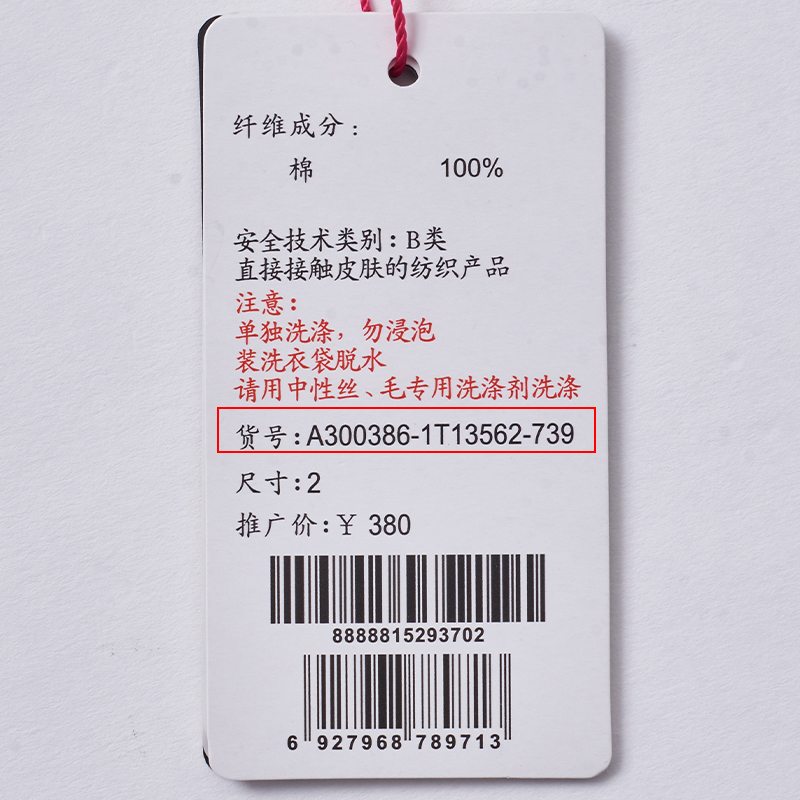 纤维成分:
棉 100%
安全技术类别:B类
直接接触皮肤的纺织产品
注意:
单独洗涤,勿浸泡
装洗衣袋脱水
请用中性丝、毛专用洗涤剂洗涤
货号:A300386-1T13562-739
尺寸:2
推广价:¥ 380
8888815293702
6 927968 789713